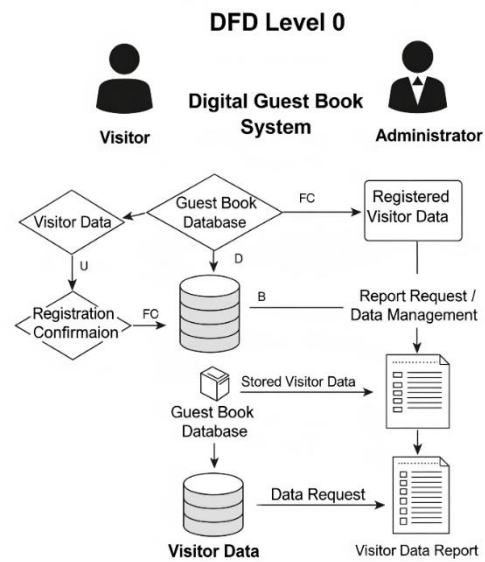 DFD Level 0
Visitor
Digital Guest Book
System
Administrator
Visitor Data
Guest Book
Database
FC
Registered
Visitor Data
U
D
Registration
Confirmaion
FC
B
Report Request /
Data Management
Stored Visitor Data
Guest Book
Database
Data Request
Visitor Data
Visitor Data Report